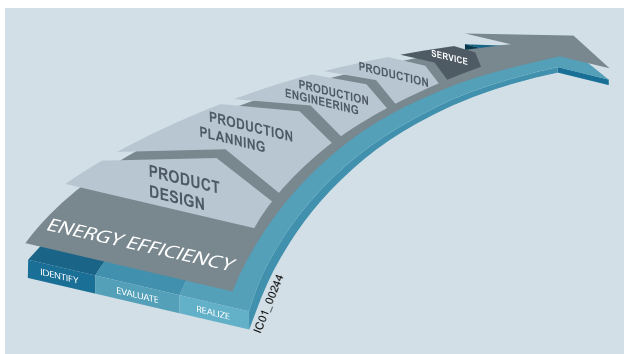 SERVICE
PRODUCTION
PRODUCTION
ENGINEERING
PRODUCTION
PLANNING
PRODUCT
DESIGN
ENERGY EFFICIENCY
IDENTIFY
EVALUATE
REALIZE
IC01_00244